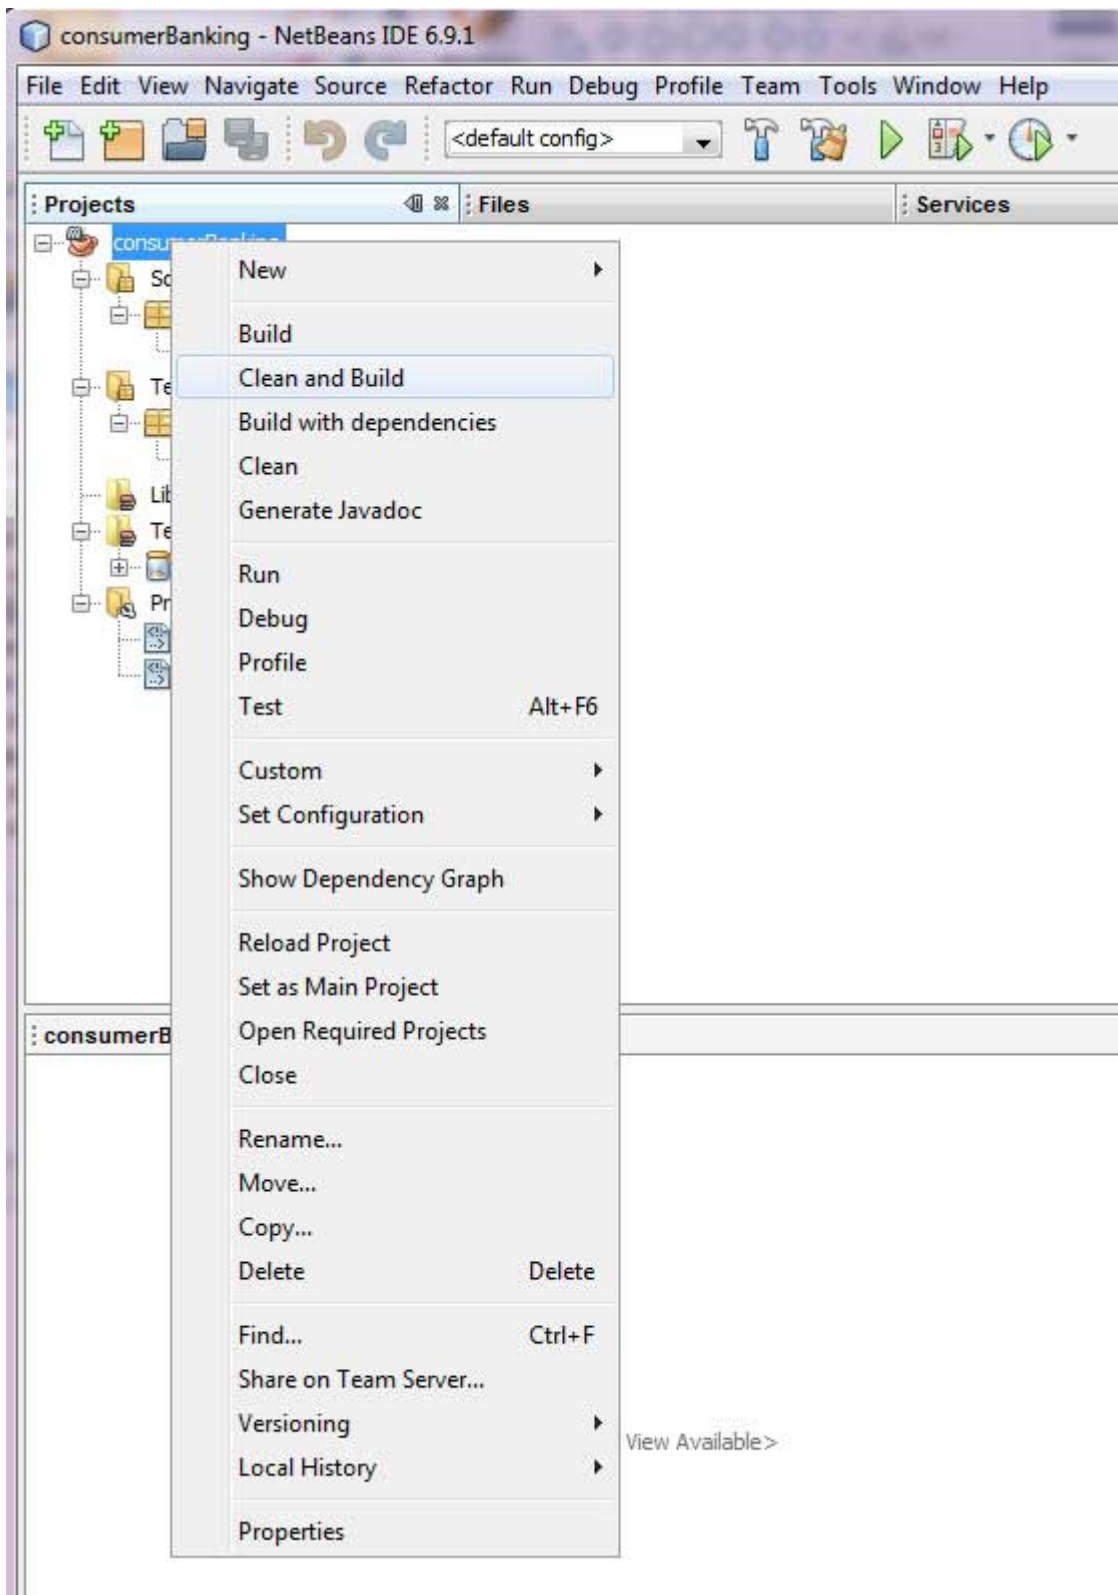 consumerBanking - NetBeans IDE 6.9.1
File Edit View Navigate Source Refactor Run Debug Profile Team Tools Window Help
<default config>
Projects Files Services
New
Build
Clean and Build
Build with dependencies
Clean
Generate Javadoc
Run
Debug
Profile
Test Alt+F6
Custom
Set Configuration
Show Dependency Graph
Reload Project
Set as Main Project
Open Required Projects
Close
Rename...
Move...
Copy...
Delete Delete
Find... Ctrl+F
Share on Team Server...
Versioning
View Available>
Local History
Properties